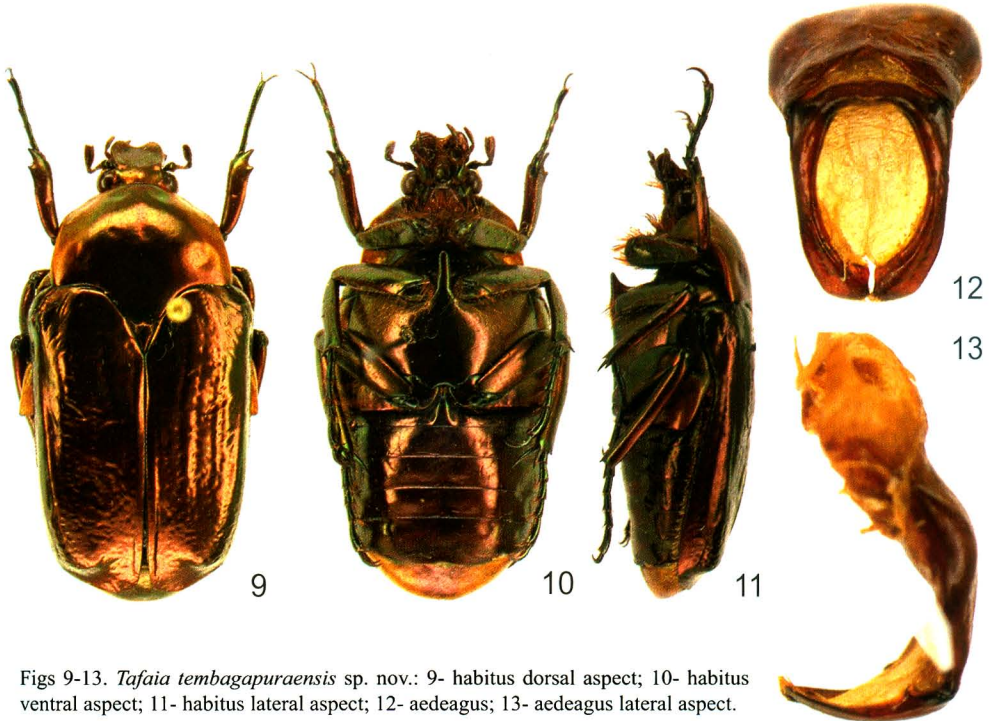 12
13
9
10
11
Figs 9-13. Tafaia tembagapuraensis sp. nov.: 9- habitus dorsal aspect; 10- habitus
ventral aspect; 11- habitus lateral aspect; 12- aedeagus; 13- aedeagus lateral aspect.